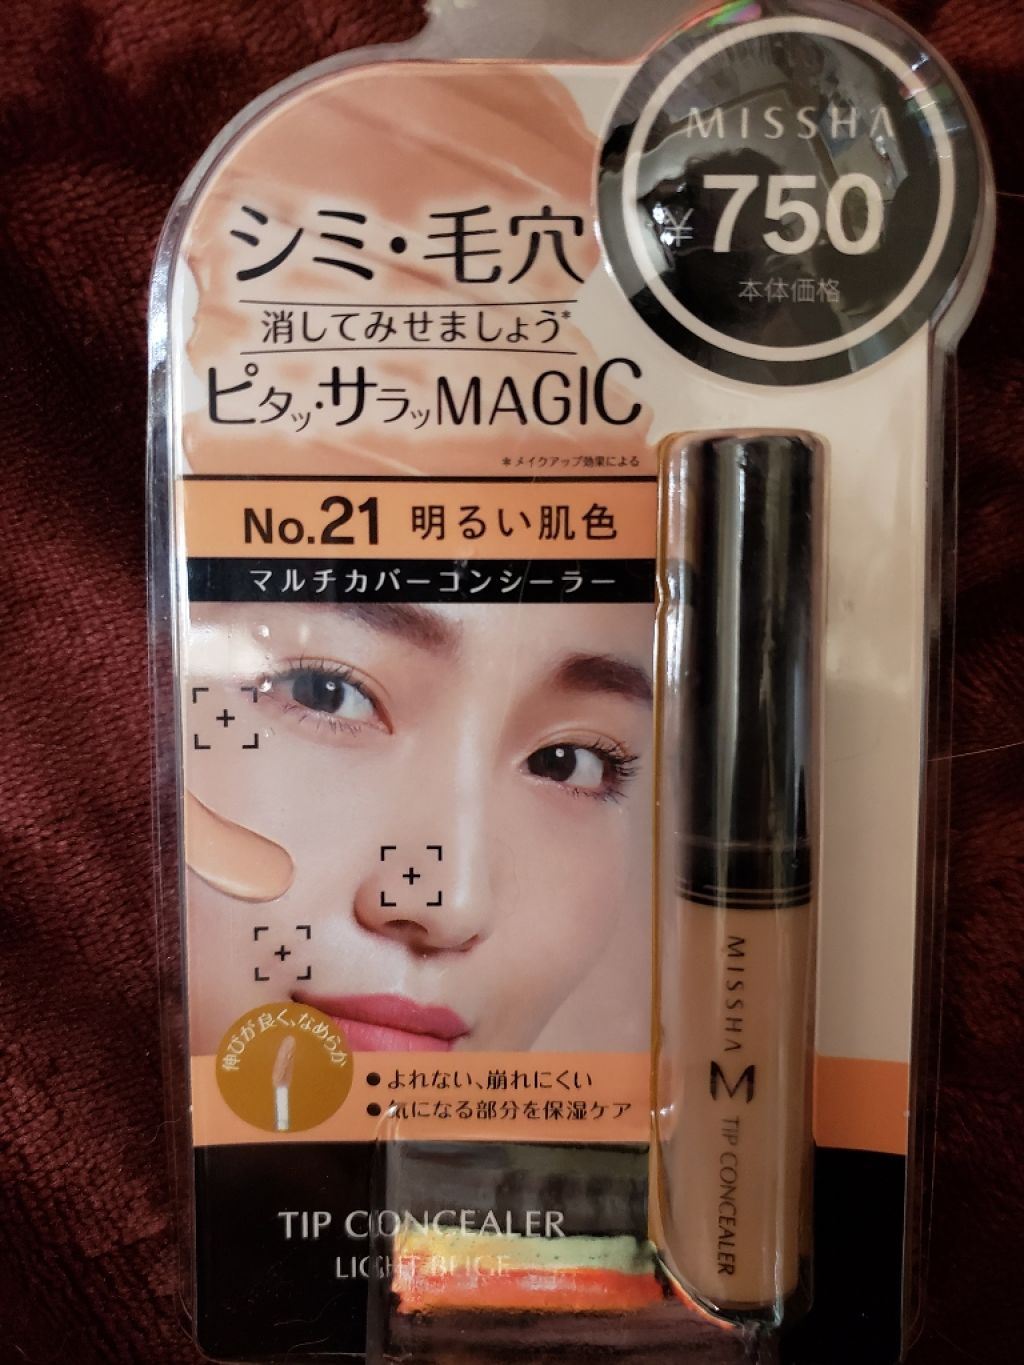 MISSHA
¥750
本体価格
シミ・毛穴
消してみせましょう*
ピタッ・サラッMAGIC
*メイクアップ効果による
No.21 明るい肌色
マルチカバーコンシーラー
伸びが良く、なめらか
●よれない、崩れにくい
●気になる部分を保湿ケア
TIP CONCEALER
LIGHT BEIGE
MISSHA M TIP CONCEALER